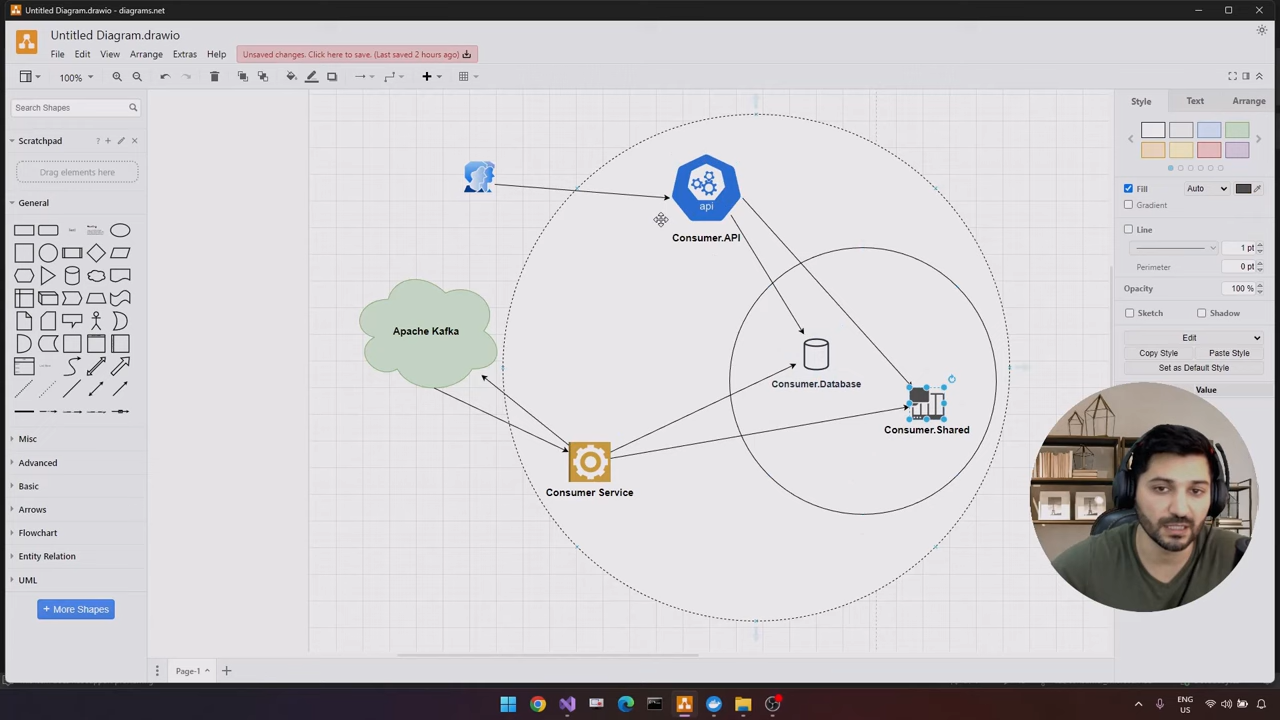 Untitled Diagram.drawio - diagrams.net
Untitled Diagram.drawio
File Edit View Arrange Extras Help
Unsaved changes. Click here to save. (Last saved 2 hours ago)
100%
Search Shapes
Scratchpad
Drag elements here
General
Text
Misc
Advanced
Basic
Arrows
Flowchart
Entity Relation
UML
+ More Shapes
api
Consumer.API
Apache Kafka
Consumer.Database
Consumer.Shared
Consumer Service
Style Text Arrange
Fill Auto
Gradient
Line
1 pt
Perimeter 0 pt
Opacity 100 %
Sketch Shadow
Edit
Copy Style Paste Style
Set as Default Style
Value
Page-1
ENG
US